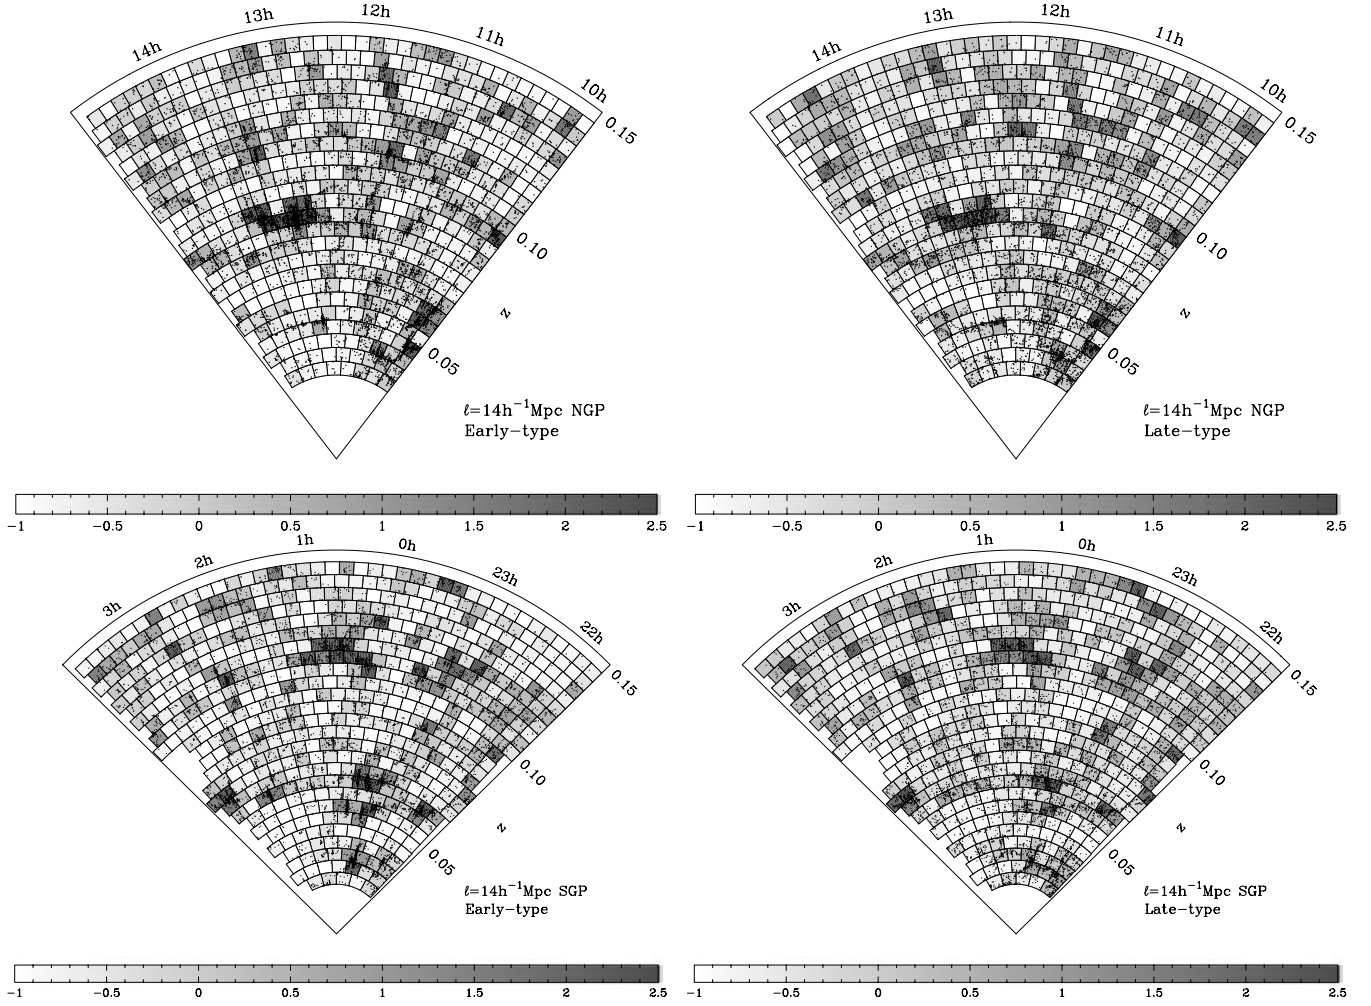 14h 13h 12h 11h 10h
0.15
0.10
z
0.05
ℓ=14h⁻¹Mpc NGP
Early-type
-1 -0.5 0 0.5 1 1.5 2 2.5
14h 13h 12h 11h 10h
0.15
0.10
z
0.05
ℓ=14h⁻¹Mpc NGP
Late-type
-1 -0.5 0 0.5 1 1.5 2 2.5
3h 2h 1h 0h 23h 22h
0.15
0.10
z
0.05
ℓ=14h⁻¹Mpc SGP
Early-type
-1 -0.5 0 0.5 1 1.5 2 2.5
3h 2h 1h 0h 23h 22h
0.15
0.10
z
0.05
ℓ=14h⁻¹Mpc SGP
Late-type
-1 -0.5 0 0.5 1 1.5 2 2.5